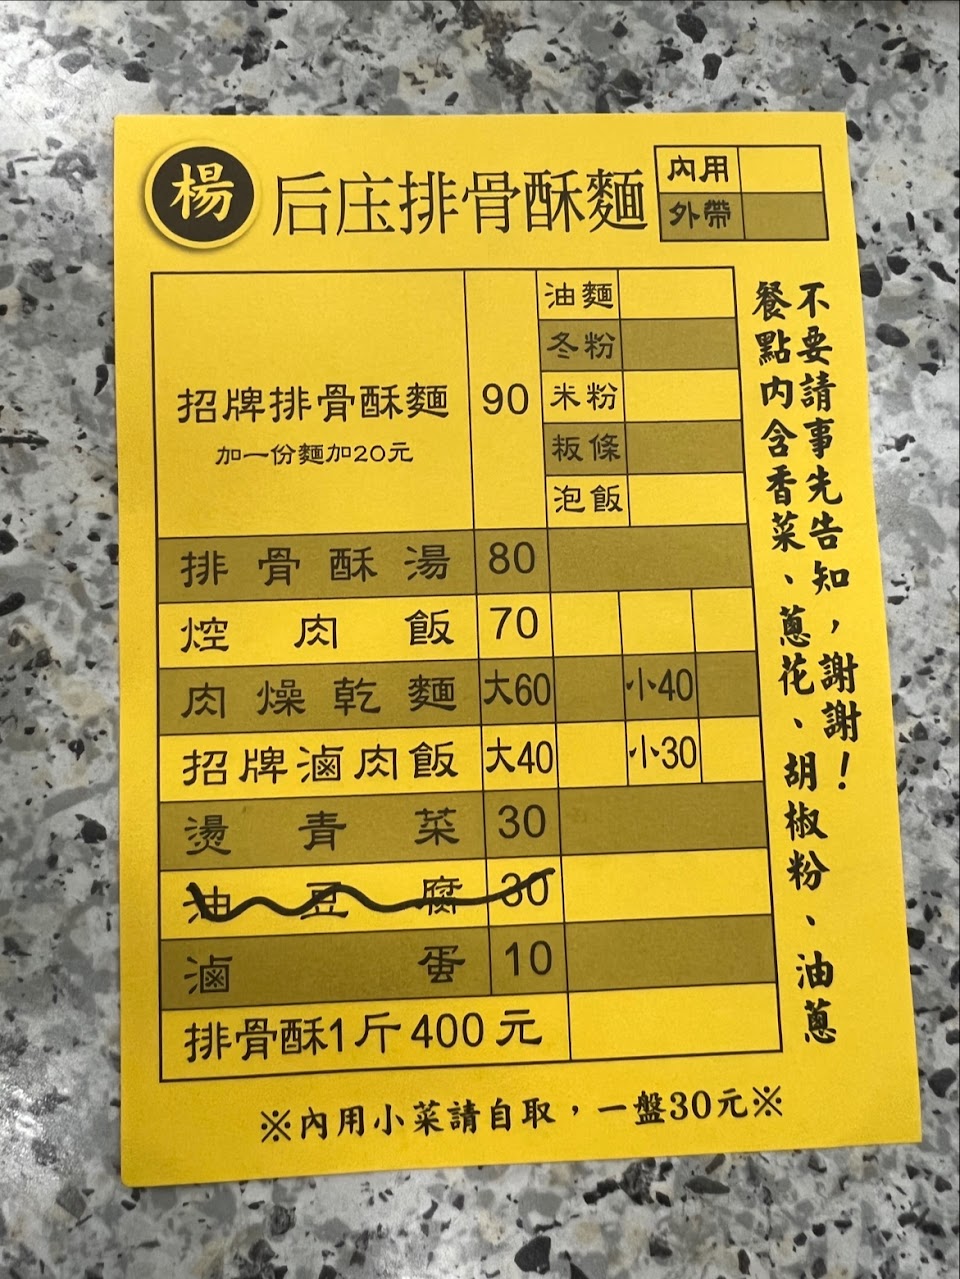 楊
后庒排骨酥麵
內用
外帶
招牌排骨酥麵 90
加一份麵加20元
油麵
冬粉
米粉
板條
泡飯
排骨酥湯 80
焢肉飯 70
肉燥乾麵 大60 小40
招牌滷肉飯 大40 小30
燙青菜 30
油豆腐 30
滷蛋 10
排骨酥1斤400元
不要請事先告知，謝謝！
餐點內含香菜、蔥花、胡椒粉、油蔥
※內用小菜請自取，一盤30元※